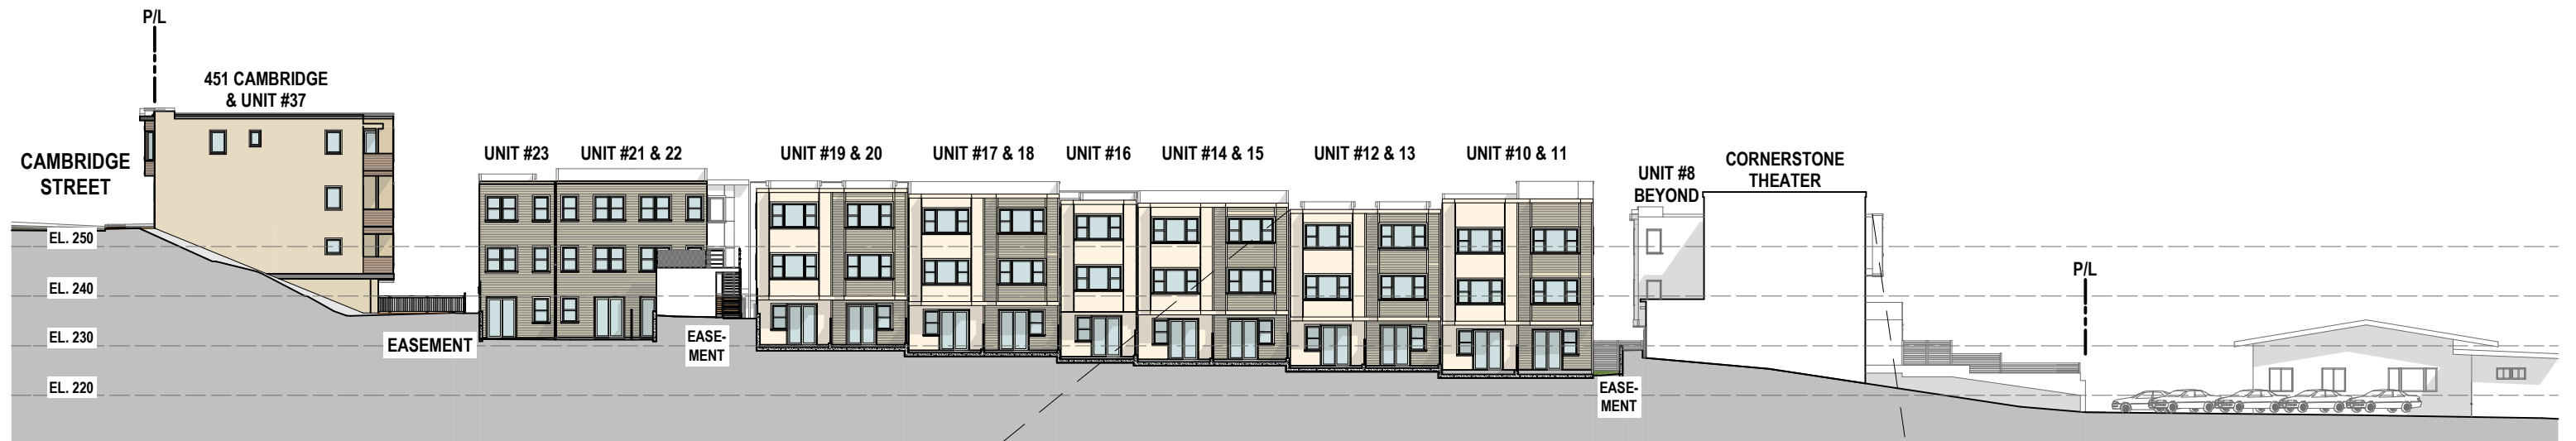 P/L
451 CAMBRIDGE
& UNIT #37
CAMBRIDGE
STREET
UNIT #23
UNIT #21 & 22
UNIT #19 & 20
UNIT #17 & 18
UNIT #16
UNIT #14 & 15
UNIT #12 & 13
UNIT #10 & 11
UNIT #8
BEYOND
CORNERSTONE
THEATER
P/L
EL. 250
EL. 240
EL. 230
EL. 220
EASEMENT
EASE-
MENT
EASE-
MENT